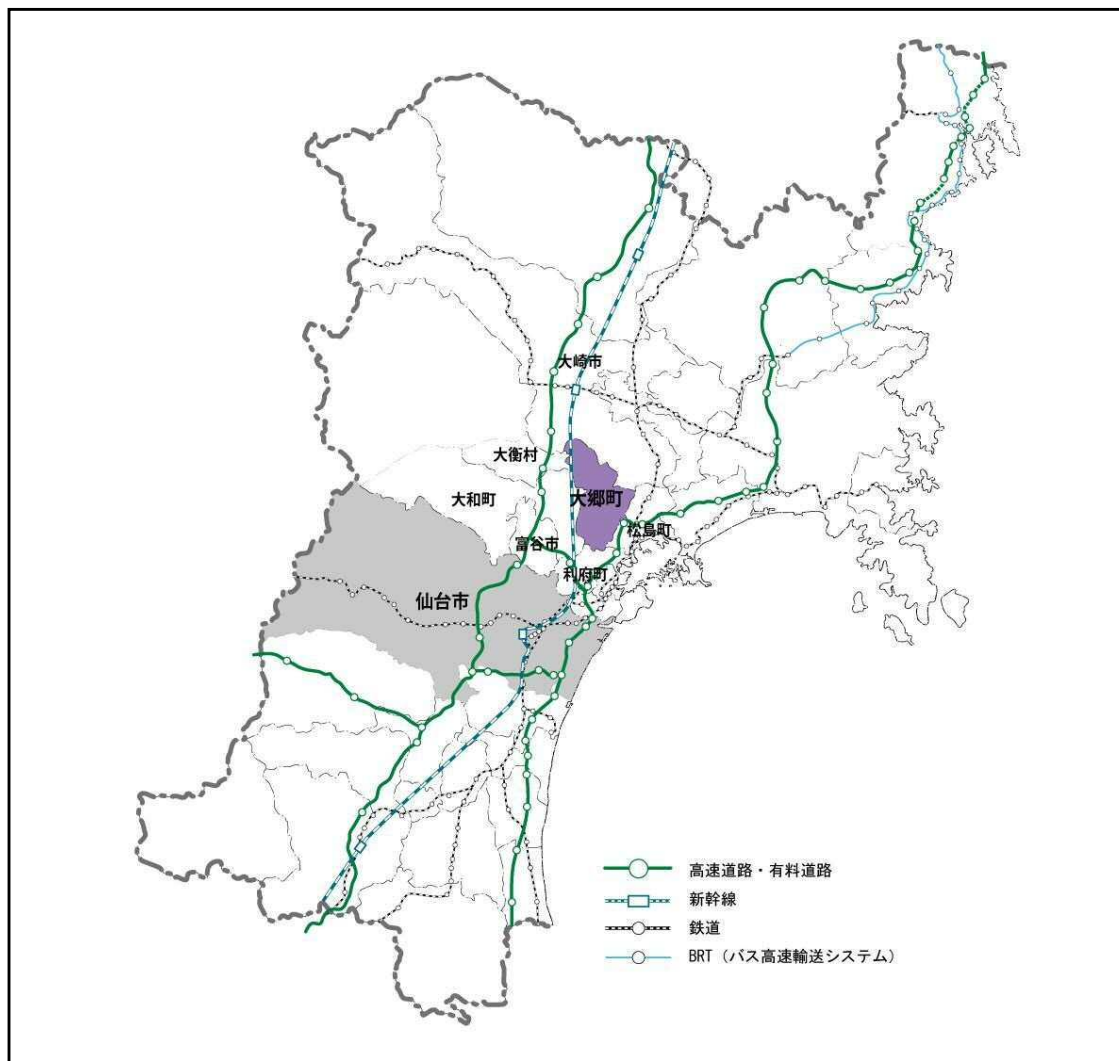 大崎市
大衡村
大和町
大郷町
富谷市
松島町
利府町
仙台市
高速道路・有料道路
新幹線
鉄道
BRT（バス高速輸送システム）